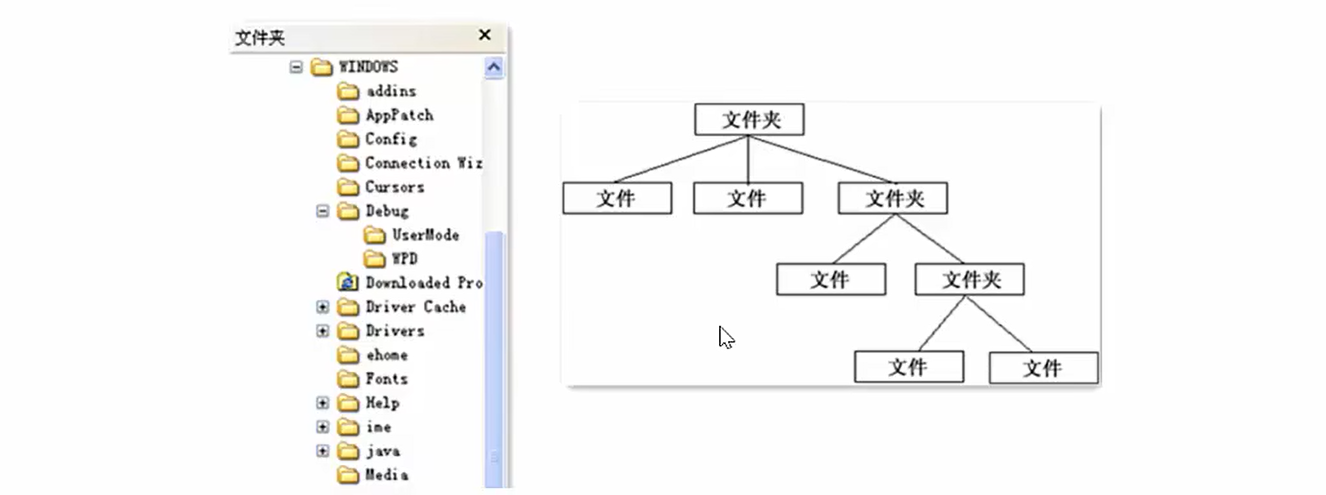 文件夹
WINDOWS
addins
AppPatch
Config
Connection Wiz
Cursors
Debug
UserMode
WPD
Downloaded Pro
Driver Cache
Drivers
ehome
Fonts
Help
ime
java
Media
文件夹
文件 文件 文件夹
文件 文件夹
文件 文件